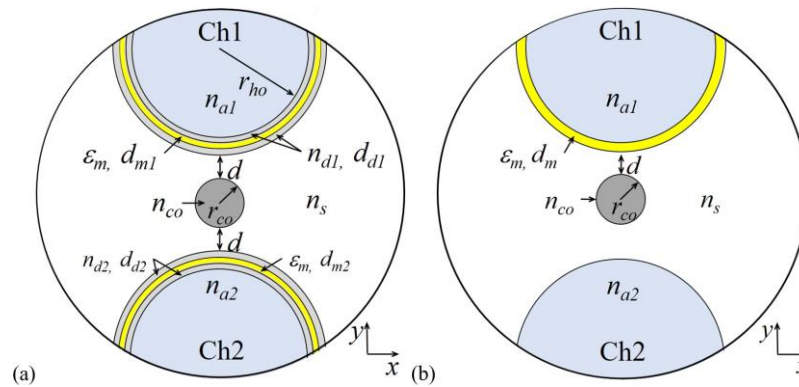 Ch1
r_ho
n_a1
ε_m, d_m1
n_d1, d_d1
d
n_co
r_co
n_s
d
n_d2, d_d2
ε_m, d_m2
n_a2
Ch2
y
x
(a)
Ch1
n_a1
ε_m, d_m
d
n_co
r_co
n_s
n_a2
Ch2
y
x
(b)